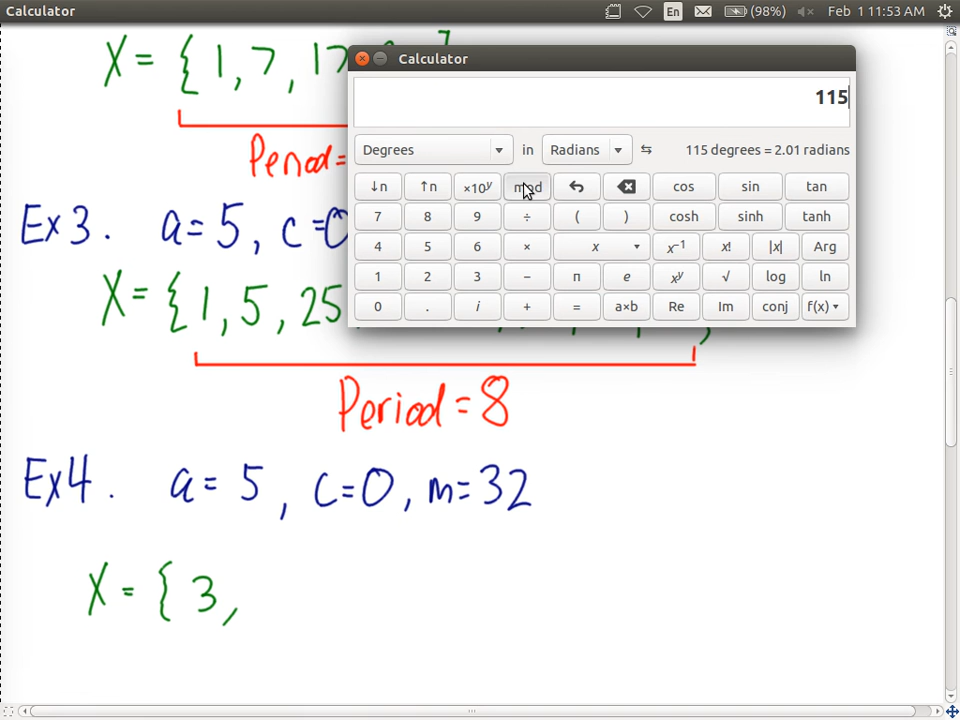 Calculator
En (98%) Feb 1 11:53 AM
X = { 1, 7, 17
Calculator
115
Period=
Degrees in Radians 115 degrees = 2.01 radians
↓n ↑n ×10^y mod cos sin tan
7 8 9 ÷ ( ) cosh sinh tanh
Ex 3. a = 5, c = 0
4 5 6 × x x⁻¹ x! |x| Arg
1 2 3 − π e x^y √ log ln
X = { 1, 5, 25
0 . i + = a×b Re Im conj f(x)
Period = 8
Ex4. a = 5, c = 0, m = 32
X = { 3,